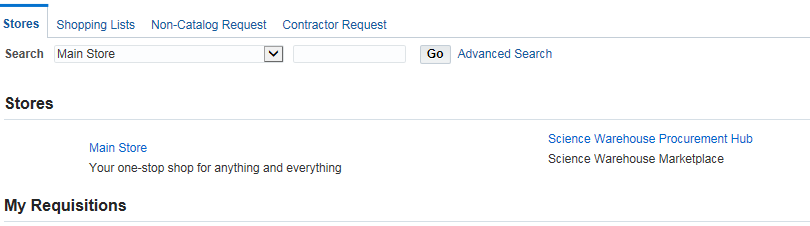 Stores Shopping Lists Non-Catalog Request Contractor Request
Search Main Store Go Advanced Search
Stores
Main Store
Your one-stop shop for anything and everything
Science Warehouse Procurement Hub
Science Warehouse Marketplace
My Requisitions